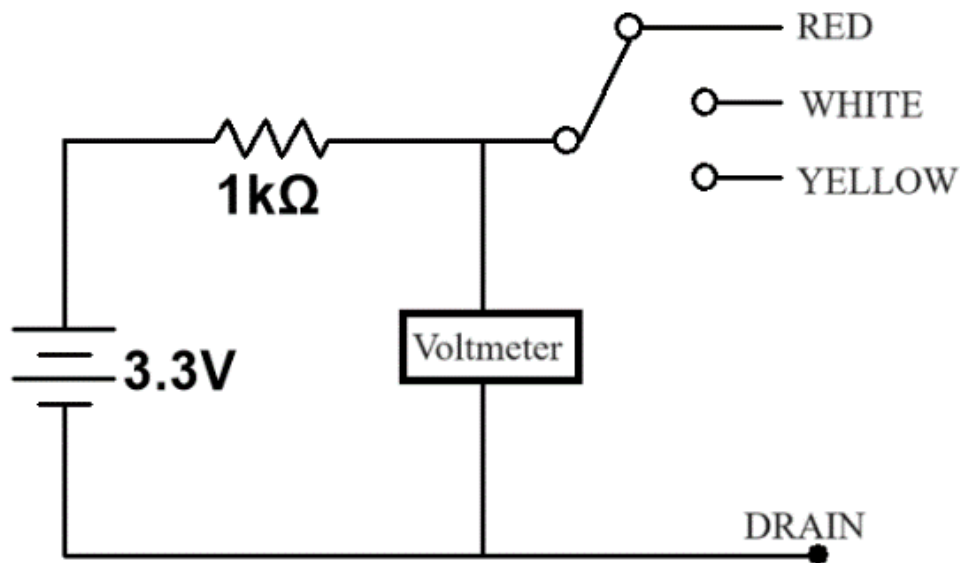 RED
WHITE
1kΩ
YELLOW
Voltmeter
3.3V
DRAIN